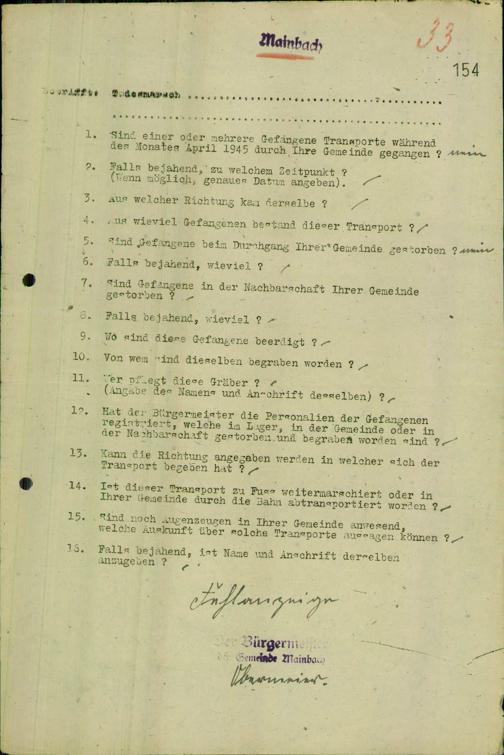 33
Mainbach
154
Betrifft: Todesmarsch
1. Sind einer oder mehrere Gefangene Transporte während
des Monates April 1945 durch Ihre Gemeinde gegangen ? nein
2. Falls bejahend, zu welchem Zeitpunkt ?
(Wenn möglich, genaues Datum angeben).
3. Aus welcher Richtung kam derselbe ?
4. Aus wieviel Gefangenen bestand dieser Transport ?
5. Sind Gefangene beim Durchgang Ihrer Gemeinde gestorben ? nein
6. Falls bejahend, wieviel ?
7. Sind Gefangene in der Nachbarschaft Ihrer Gemeinde
gestorben ?
8. Falls bejahend, wieviel ?
9. Wo sind diese Gefangene beerdigt ?
10. Von wem sind dieselben begraben worden ?
11. Wer pflegt diese Gräber ?
(Angabe des Namens und Anschrift desselben) ?
12. Hat der Bürgermeister die Personalien der Gefangenen
registriert, welche im Lager, in der Gemeinde oder in
der Nachbarschaft gestorben und begraben worden sind ?
13. Kann die Richtung angegeben werden in welcher sich der
Transport begeben hat ?
14. Ist dieser Transport zu Fuss weitermarschiert oder in
Ihrer Gemeinde durch die Bahn abtransportiert worden ?
15. Sind noch Augenzeugen in Ihrer Gemeinde anwesend,
welche Auskunft über solche Transporte aussagen können ?
16. Falls bejahend, ist Name und Anschrift derselben
anzugeben ?
Fehlanzeige
Der Bürgermeister
der Gemeinde Mainbach
Obermeier.